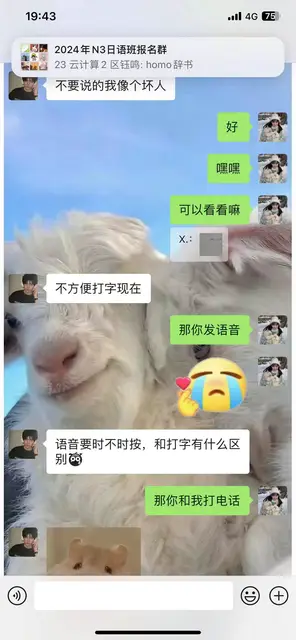 19:43
4G 75
2024年N3日语班报名群
23 云计算2 区钰鸣: homo辞书
不要说的我像个坏人
好
嘿嘿
可以看看嘛
X.：
不方便打字现在
那你发语音
语音要时不时按，和打字有什么区
别
那你和我打电话